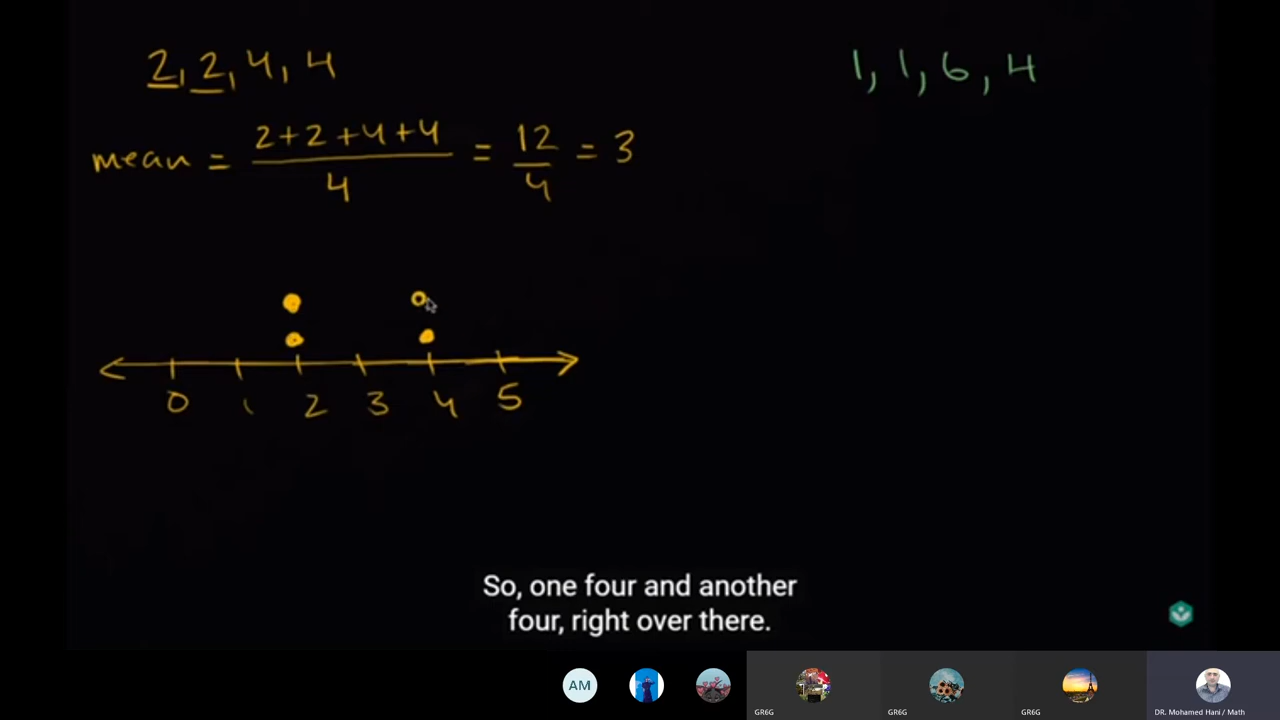 2, 2, 4, 4
1, 1, 6, 4
mean = 2+2+4+4 / 4 = 12 / 4 = 3
0 1 2 3 4 5
So, one four and another
four, right over there.
AM
GR6G
GR6G
GR6G
DR. Mohamed Hani / Math